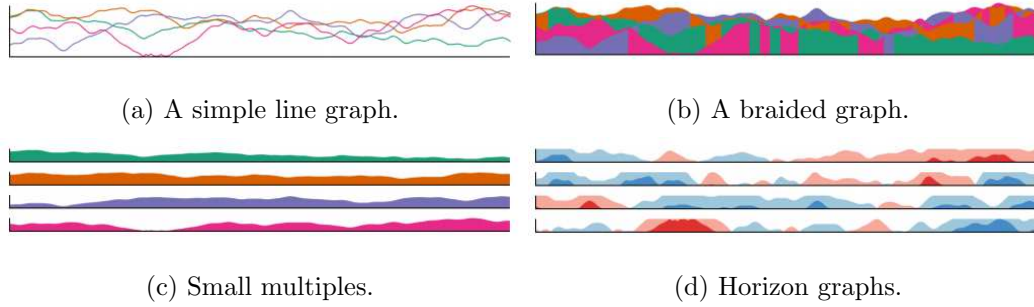 (a) A simple line graph.
(b) A braided graph.
(c) Small multiples.
(d) Horizon graphs.